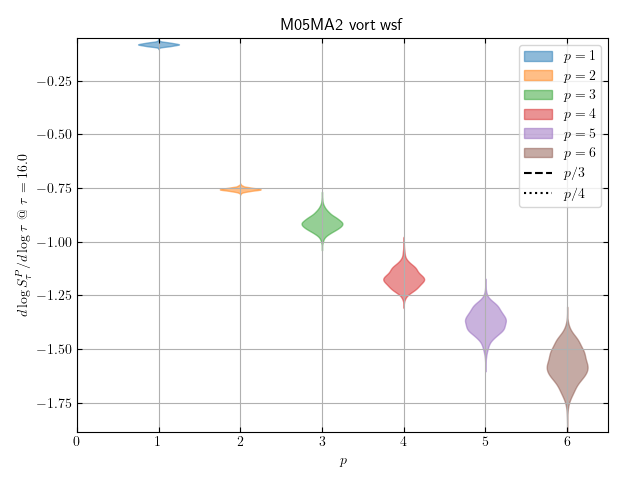 M05MA2 vort wsf
d log S_τ^P / d log τ @ τ = 16.0
−0.25
−0.50
−0.75
−1.00
−1.25
−1.50
−1.75
0 1 2 3 4 5 6
p
p = 1
p = 2
p = 3
p = 4
p = 5
p = 6
p/3
p/4